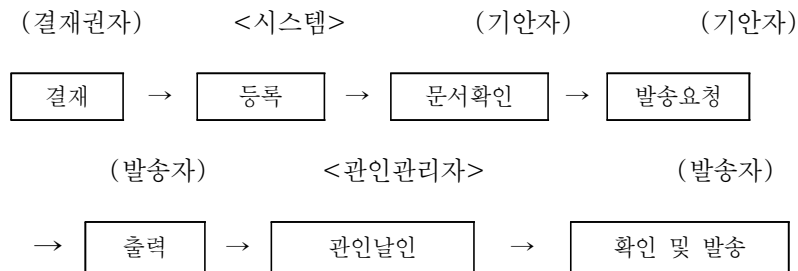 (결재권자) <시스템> (기안자) (기안자)
결재 → 등록 → 문서확인 → 발송요청
(발송자) <관인관리자> (발송자)
→ 출력 → 관인날인 → 확인 및 발송